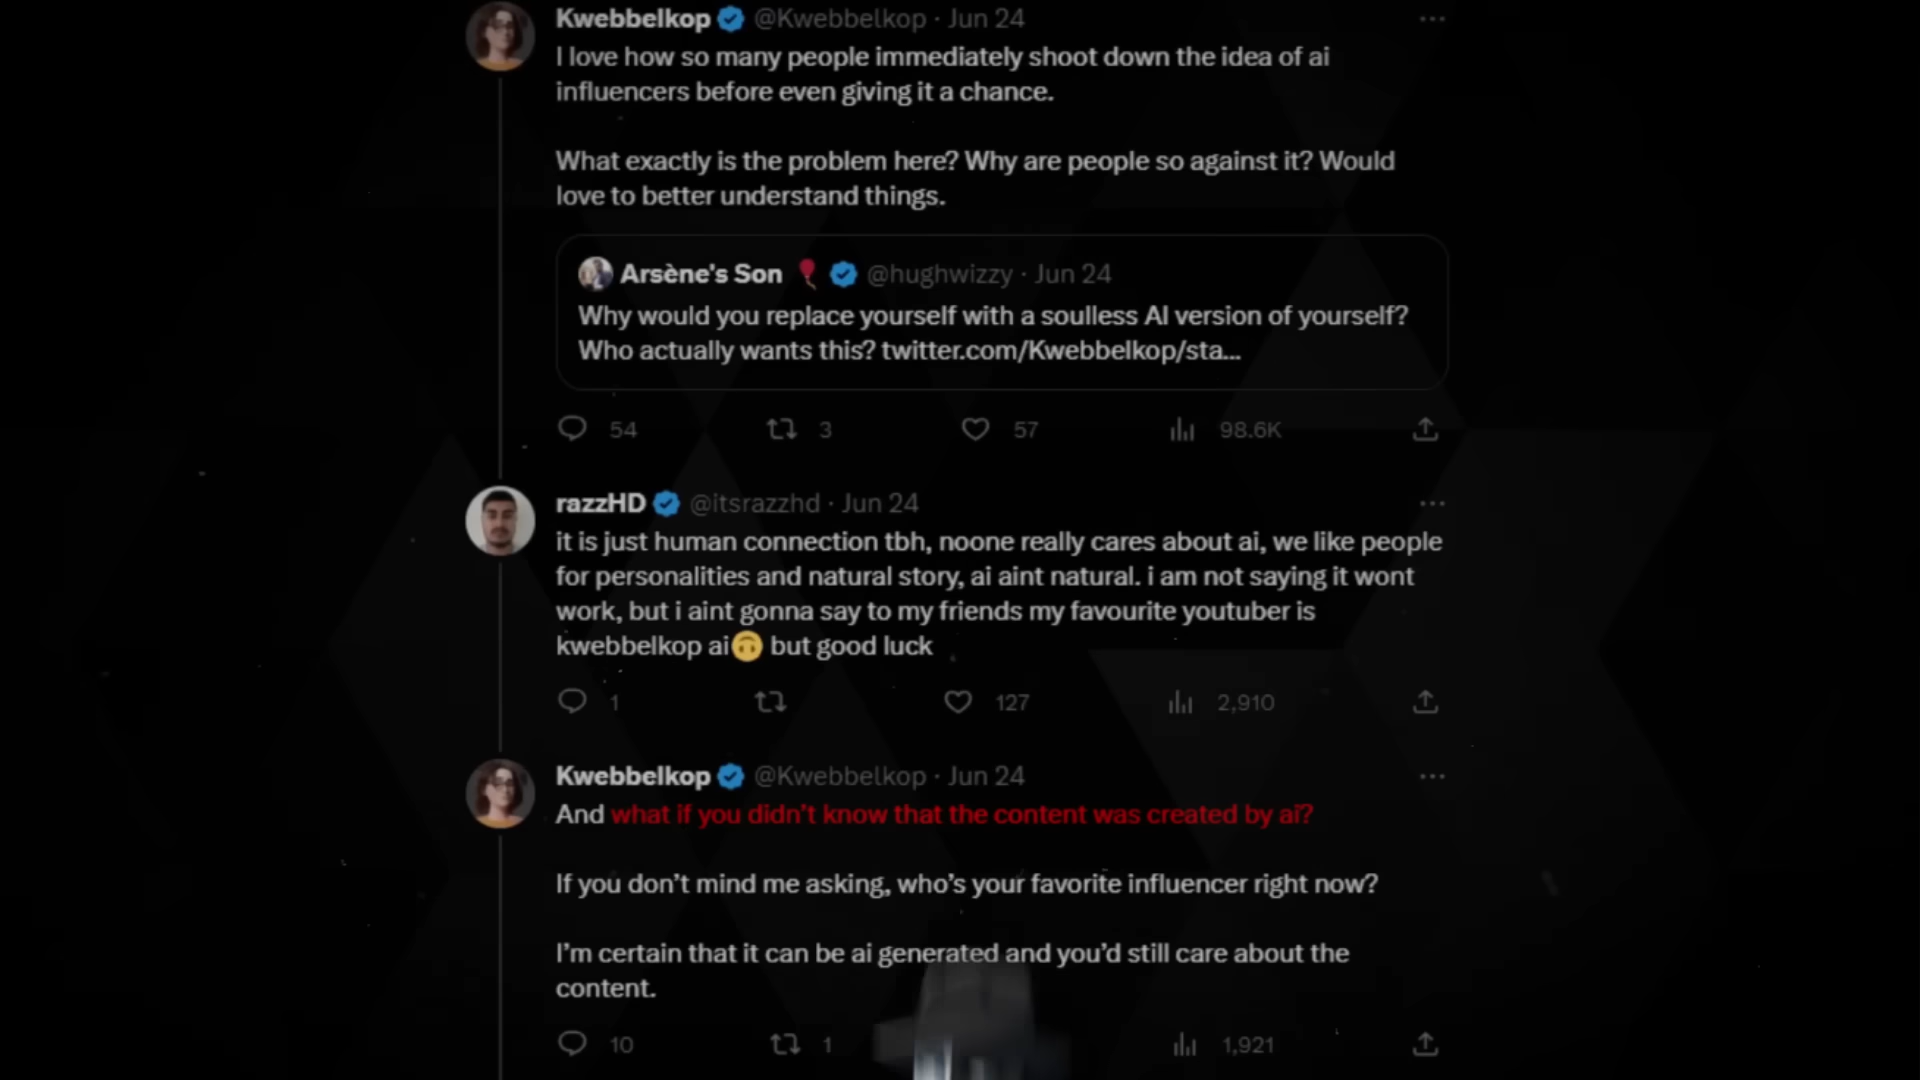 Kwebbelkop @Kwebbelkop · Jun 24
I love how so many people immediately shoot down the idea of ai
influencers before even giving it a chance.
What exactly is the problem here? Why are people so against it? Would
love to better understand things.
Arsène's Son 🎈 @hughwizzy · Jun 24
Why would you replace yourself with a soulless AI version of yourself?
Who actually wants this? twitter.com/Kwebbelkop/sta...
54 3 57 98.6K
razzHD @itsrazzhd · Jun 24
it is just human connection tbh, noone really cares about ai, we like people
for personalities and natural story, ai aint natural. i am not saying it wont
work, but i aint gonna say to my friends my favourite youtuber is
kwebbelkop ai🙃 but good luck
1 127 2,910
Kwebbelkop @Kwebbelkop · Jun 24
And what if you didn't know that the content was created by ai?
If you don't mind me asking, who's your favorite influencer right now?
I'm certain that it can be ai generated and you'd still care about the
content.
10 1 1,921